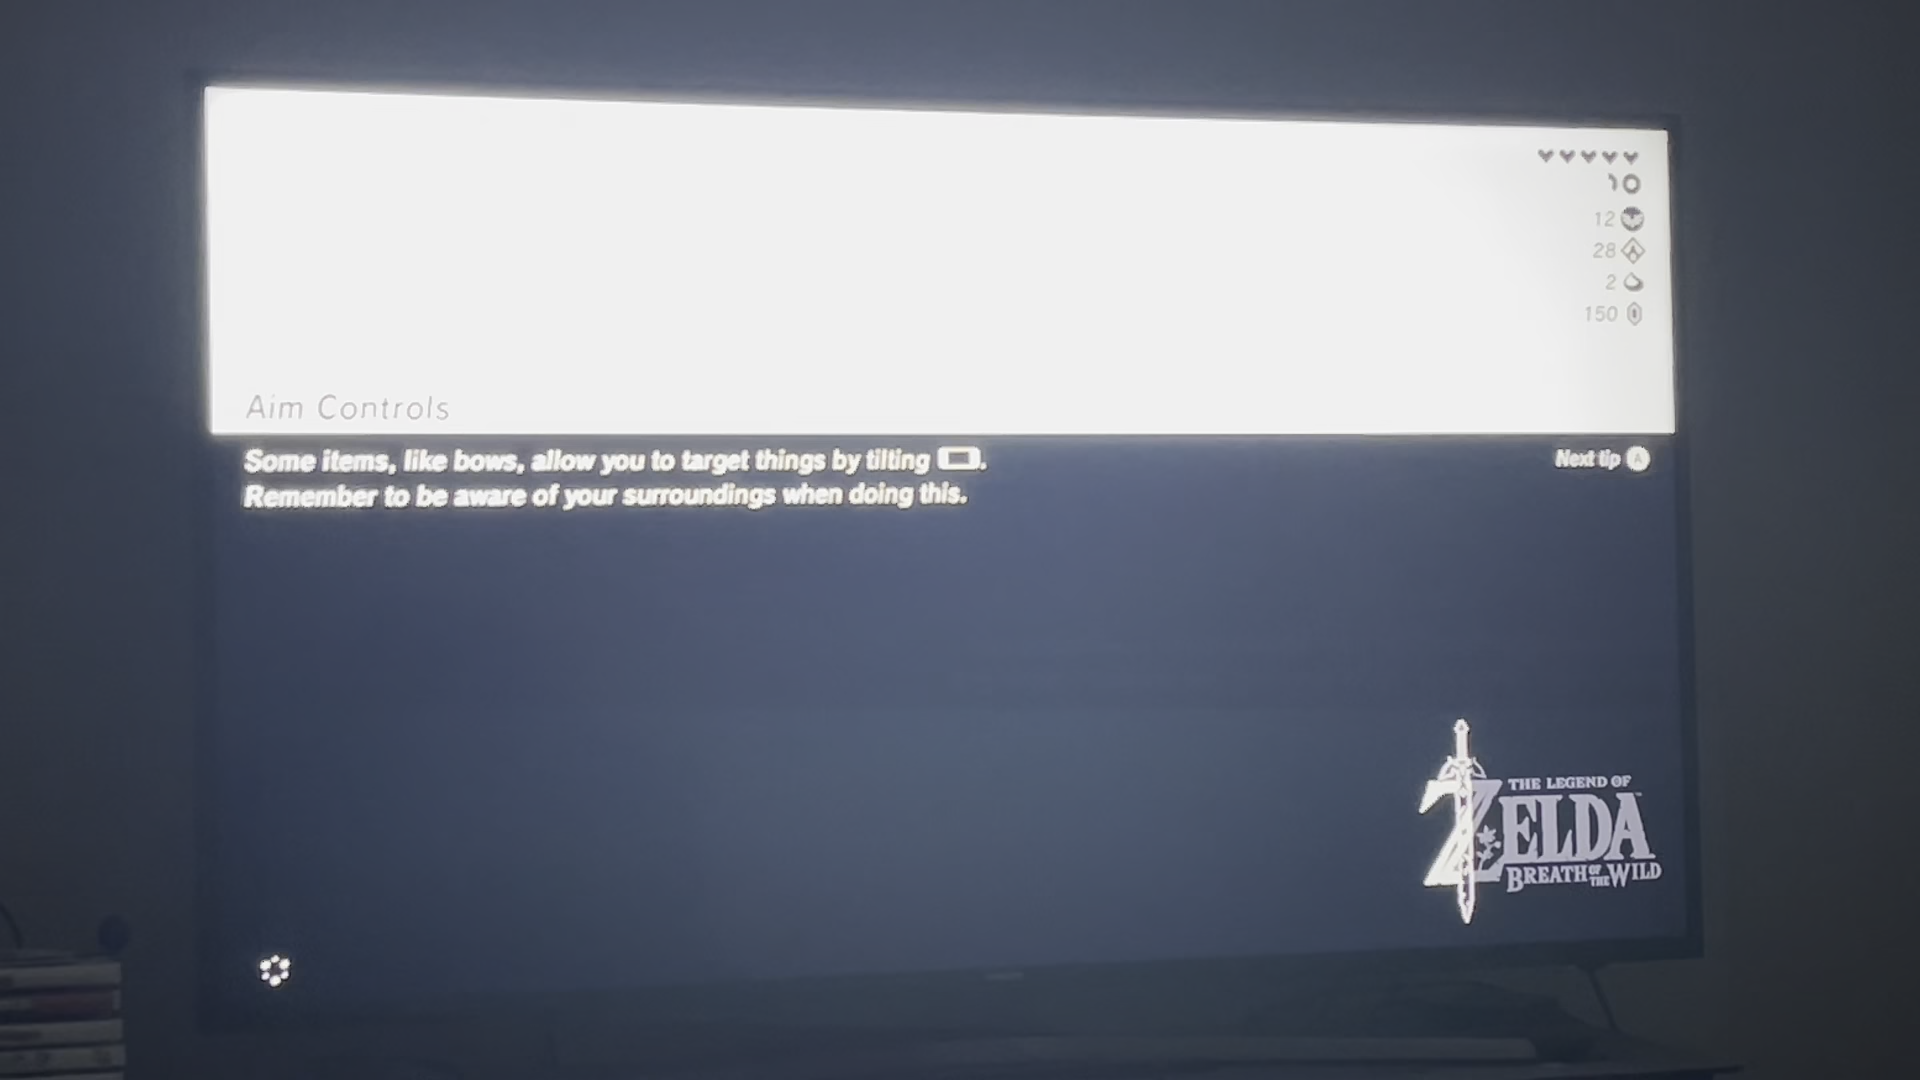 12
28
2
150
Aim Controls
Some items, like bows, allow you to target things by tilting .
Next tip A
Remember to be aware of your surroundings when doing this.
THE LEGEND OF
ZELDA
BREATH OF THE WILD